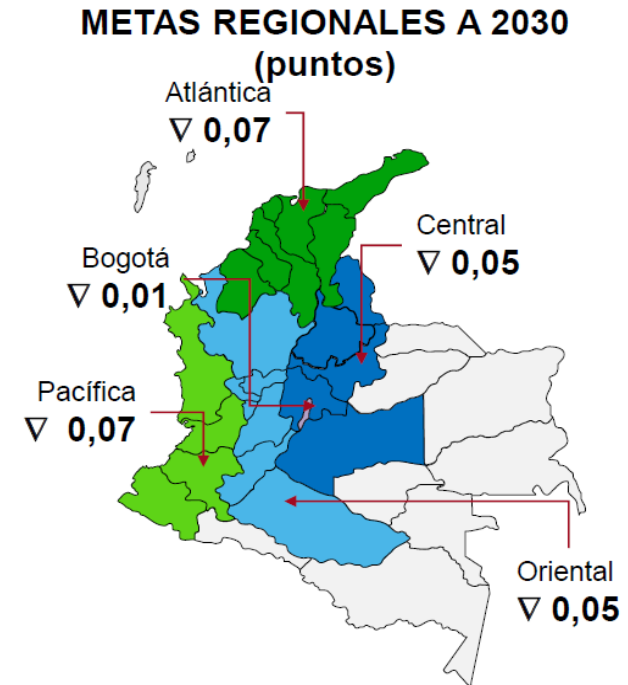 METAS REGIONALES A 2030
(puntos)
Atlántica
∇ 0,07
Central
∇ 0,05
Bogotá
∇ 0,01
Pacífica
∇ 0,07
Oriental
∇ 0,05